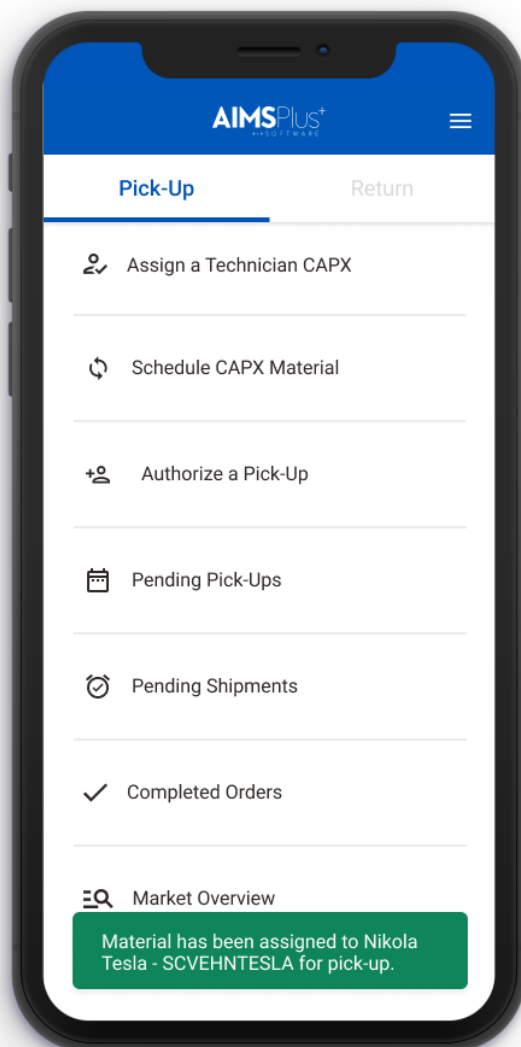 AIMSPlus+
SOFTWARE
Pick-Up
Return
Assign a Technician CAPX
Schedule CAPX Material
Authorize a Pick-Up
Pending Pick-Ups
Pending Shipments
Completed Orders
Market Overview
Material has been assigned to Nikola
Tesla - SCVEHNTESLA for pick-up.